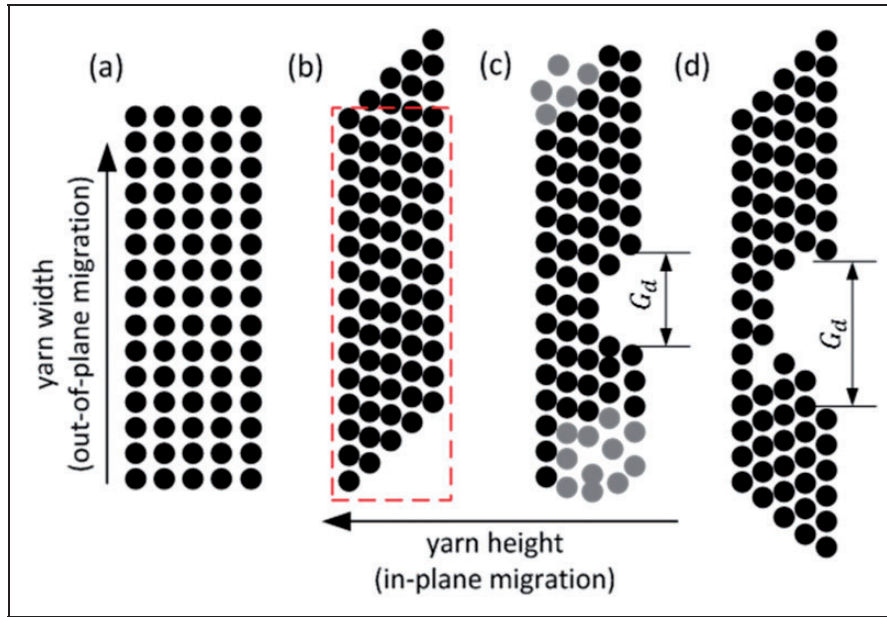 (a)
(b)
(c)
(d)
yarn width
(out-of-plane migration)
G_d
G_d
yarn height
(in-plane migration)